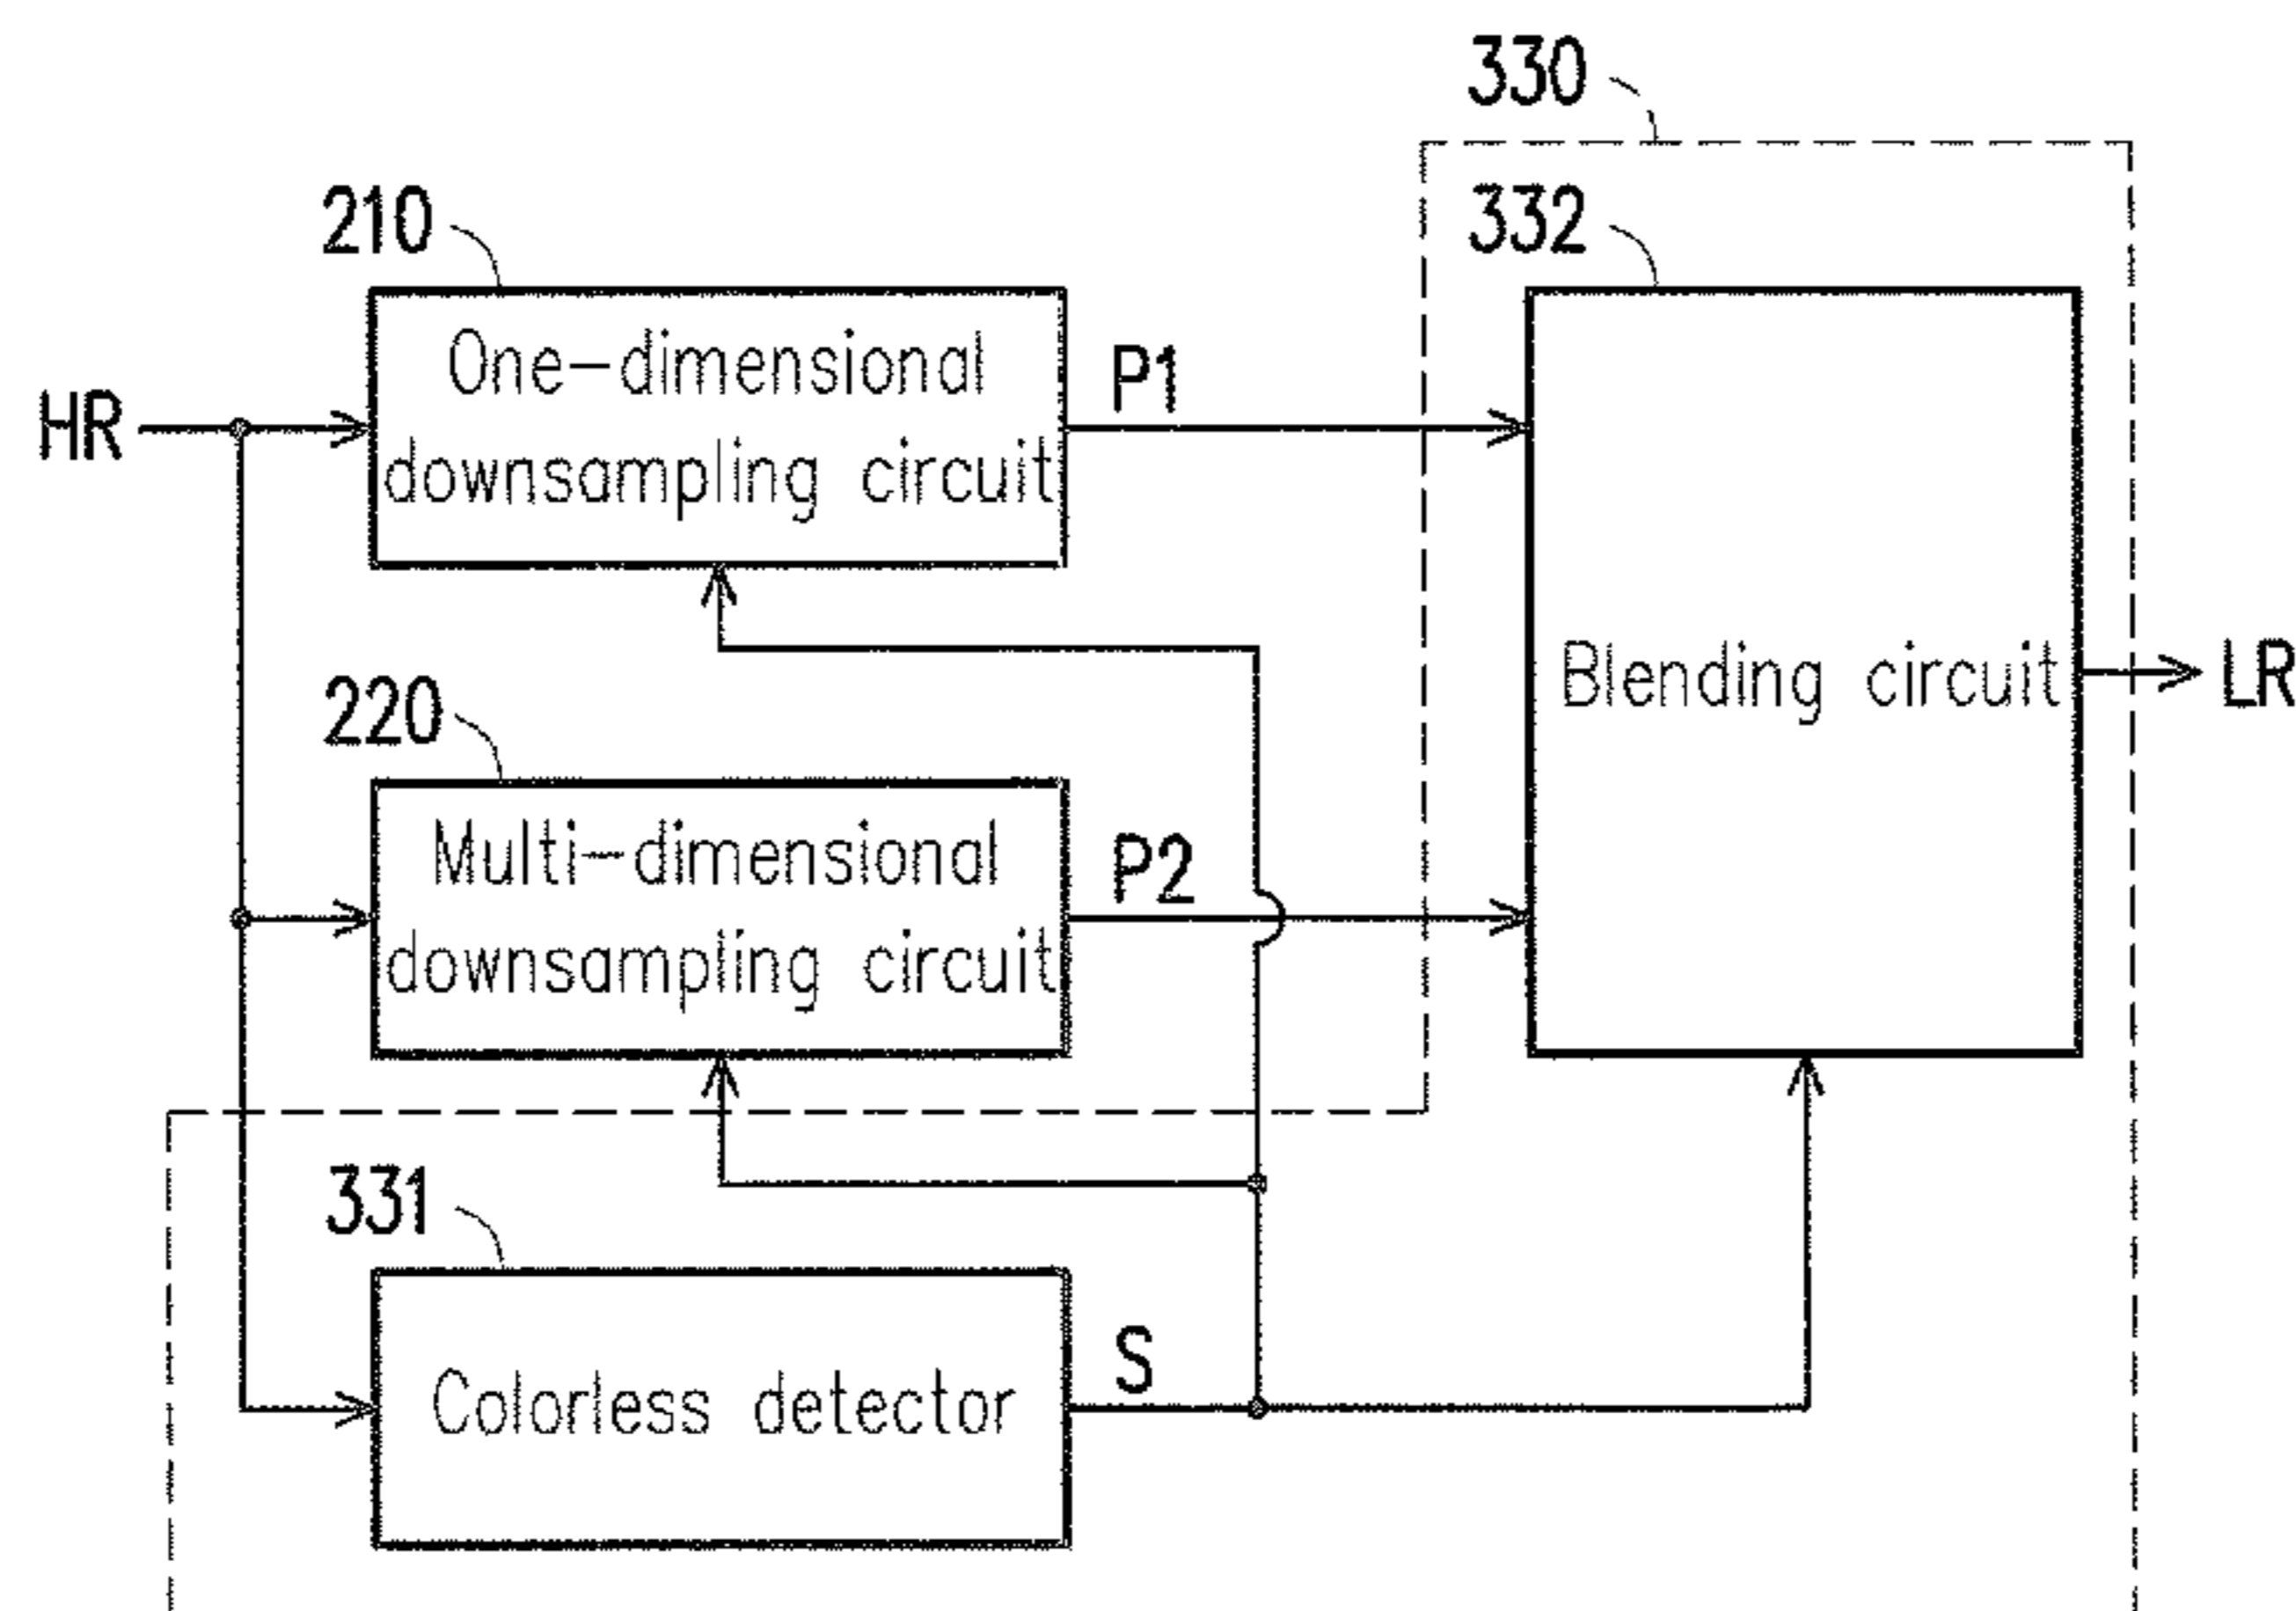 330
210
332
One-dimensional
downsampling circuit
P1
HR
Blending circuit
LR
220
Multi-dimensional
downsampling circuit
P2
331
Colorless detector
S